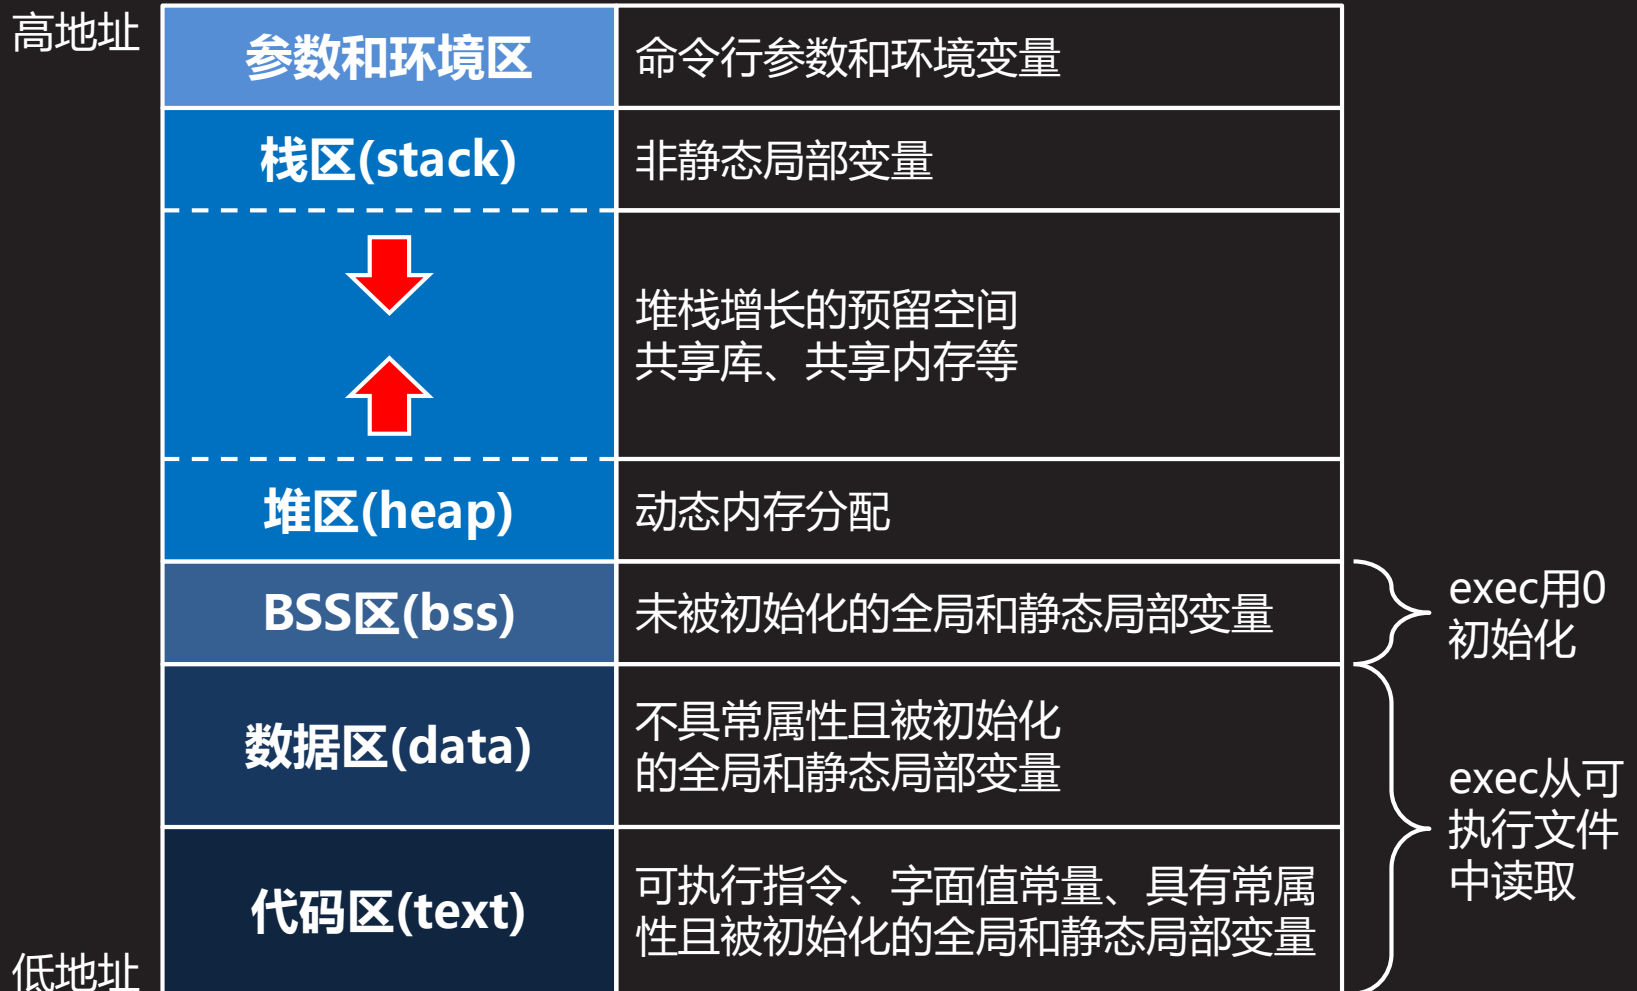 高地址
参数和环境区
命令行参数和环境变量
栈区(stack)
非静态局部变量
堆栈增长的预留空间
共享库、共享内存等
堆区(heap)
动态内存分配
BSS区(bss)
未被初始化的全局和静态局部变量
exec用0
初始化
数据区(data)
不具常属性且被初始化
的全局和静态局部变量
exec从可
执行文件
中读取
代码区(text)
可执行指令、字面值常量、具有常属
性且被初始化的全局和静态局部变量
低地址